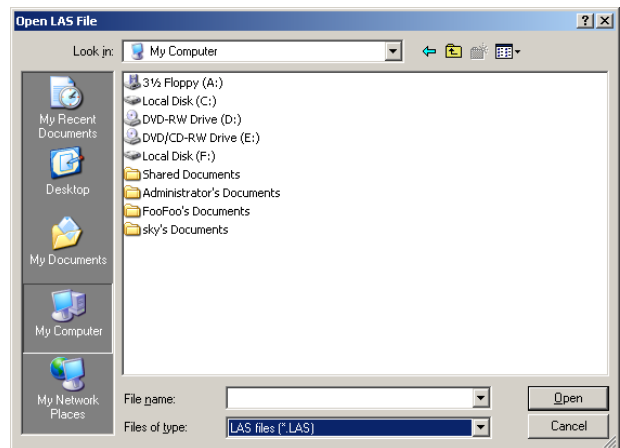 Open LAS File
Look in: My Computer
My Recent Documents
Desktop
My Documents
My Computer
My Network Places
3½ Floppy (A:)
Local Disk (C:)
DVD-RW Drive (D:)
DVD/CD-RW Drive (E:)
Local Disk (F:)
Shared Documents
Administrator's Documents
FooFoo's Documents
sky's Documents
File name:
Open
Files of type: LAS files (*.LAS)
Cancel